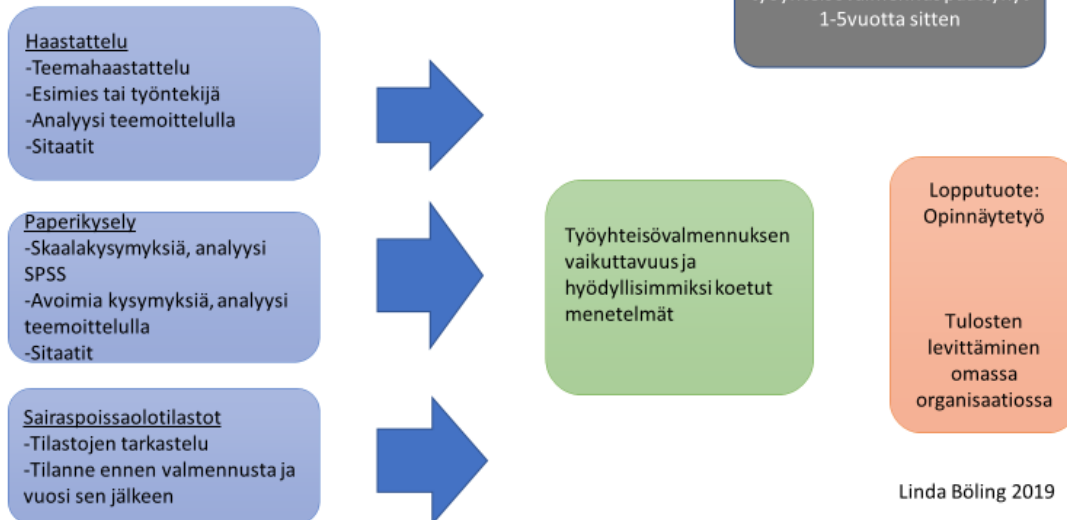 1-5vuotta sitten
Haastattelu
-Teemahaastattelu
-Esimies tai työntekijä
-Analyysi teemoittelulla
-Sitaatit
Paperikysely
-Skaalakysymyksiä, analyysi
SPSS
-Avoimia kysymyksiä, analyysi
teemoittelulla
-Sitaatit
Sairaspoissaolotilastot
-Tilastojen tarkastelu
-Tilanne ennen valmennusta ja
vuosi sen jälkeen
Työyhteisövalmennuksen
vaikuttavuus ja
hyödyllisimmiksi koetut
menetelmät
Lopputuote:
Opinnäytetyö
Tulosten
levittäminen
omassa
organisaatiossa
Linda Böling 2019